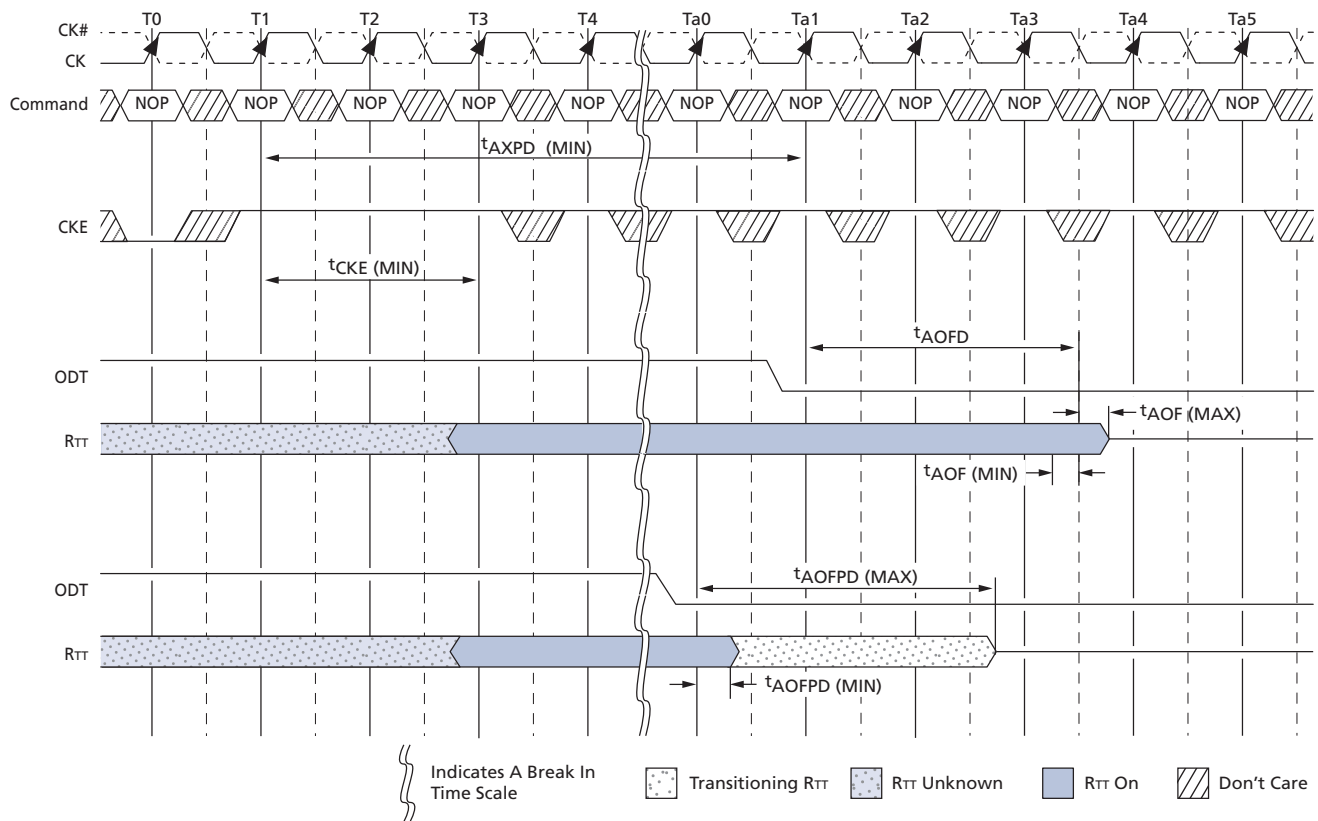 T0 T1 T2 T3 T4 Ta0 Ta1 Ta2 Ta3 Ta4 Ta5
CK#
CK
Command NOP NOP NOP NOP NOP NOP NOP NOP NOP NOP NOP
tAXPD (MIN)
CKE
tCKE (MIN)
tAOFD
ODT
tAOF (MAX)
RTT
tAOF (MIN)
tAOFPD (MAX)
ODT
RTT
tAOFPD (MIN)
Indicates A Break In
Time Scale
Transitioning RTT
RTT Unknown
RTT On
Don't Care